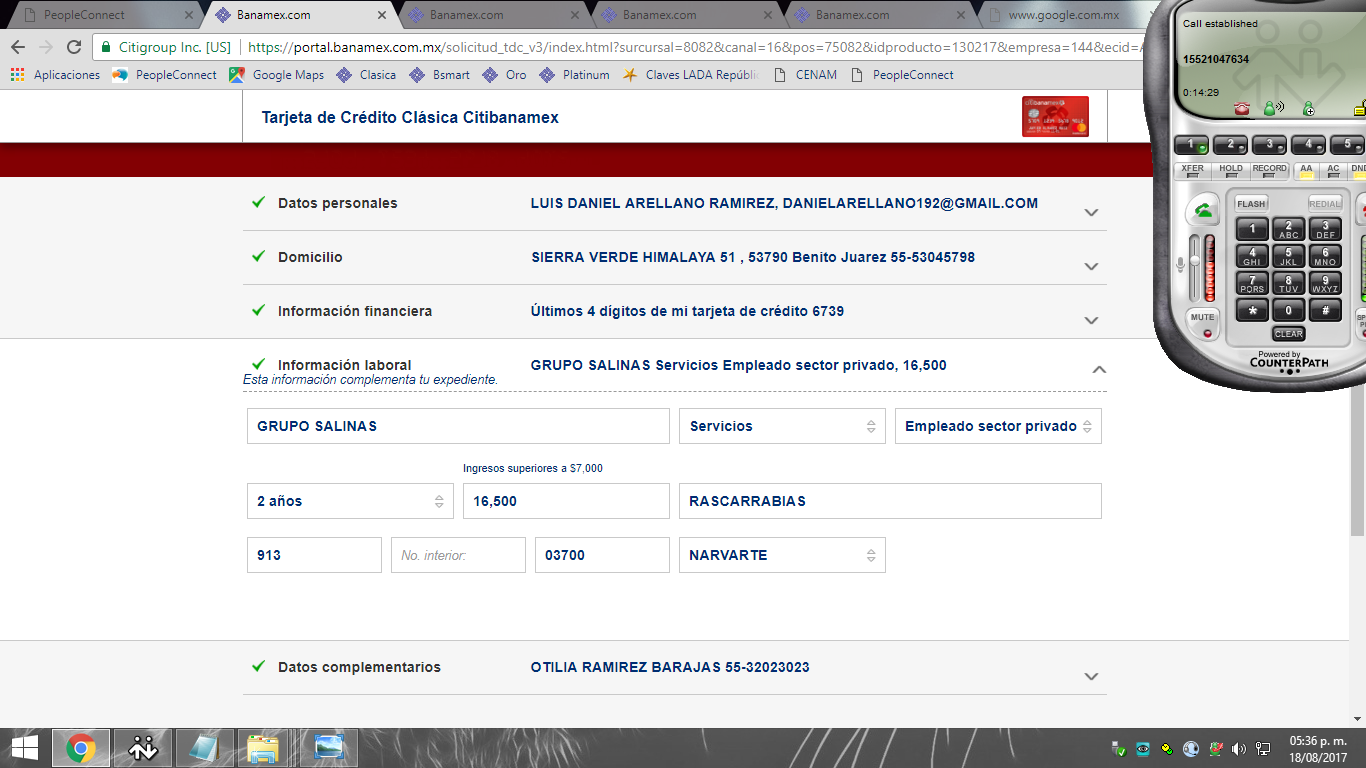 PeopleConnect
Banamex.com
Banamex.com
Banamex.com
Banamex.com
www.google.com.mx
Citigroup Inc. [US]
https://portal.banamex.com.mx/solicitud_tdc_v3/index.html?sursursal=8082&canal=16&pos=75082&idproducto=130217&empresa=144&ecid=
Aplicaciones
PeopleConnect
Google Maps
Clasica
Bsmart
Oro
Platinum
Claves LADA Repúbli
CENAM
PeopleConnect
Call established
15521047634
0:14:29
1 2 3 4 5
XFER HOLD RECORD AA AC DND
FLASH REDIAL
1 2 ABC 3 DEF
4 GHI 5 JKL 6 MNO
7 PQRS 8 TUV 9 WXYZ
* 0 #
MUTE
CLEAR
Powered by
COUNTERPATH
Tarjeta de Crédito Clásica Citibanamex
Datos personales LUIS DANIEL ARELLANO RAMIREZ, DANIELARELLANO192@GMAIL.COM
Domicilio SIERRA VERDE HIMALAYA 51 , 53790 Benito Juarez 55-53045798
Información financiera Últimos 4 dígitos de mi tarjeta de crédito 6739
Información laboral GRUPO SALINAS Servicios Empleado sector privado, 16,500
Esta información complementa tu expediente.
GRUPO SALINAS Servicios Empleado sector privado
Ingresos superiores a $7,000
2 años 16,500 RASCARRABIAS
913 No. interior: 03700 NARVARTE
Datos complementarios OTILIA RAMIREZ BARAJAS 55-32023023
05:36 p. m.
18/08/2017